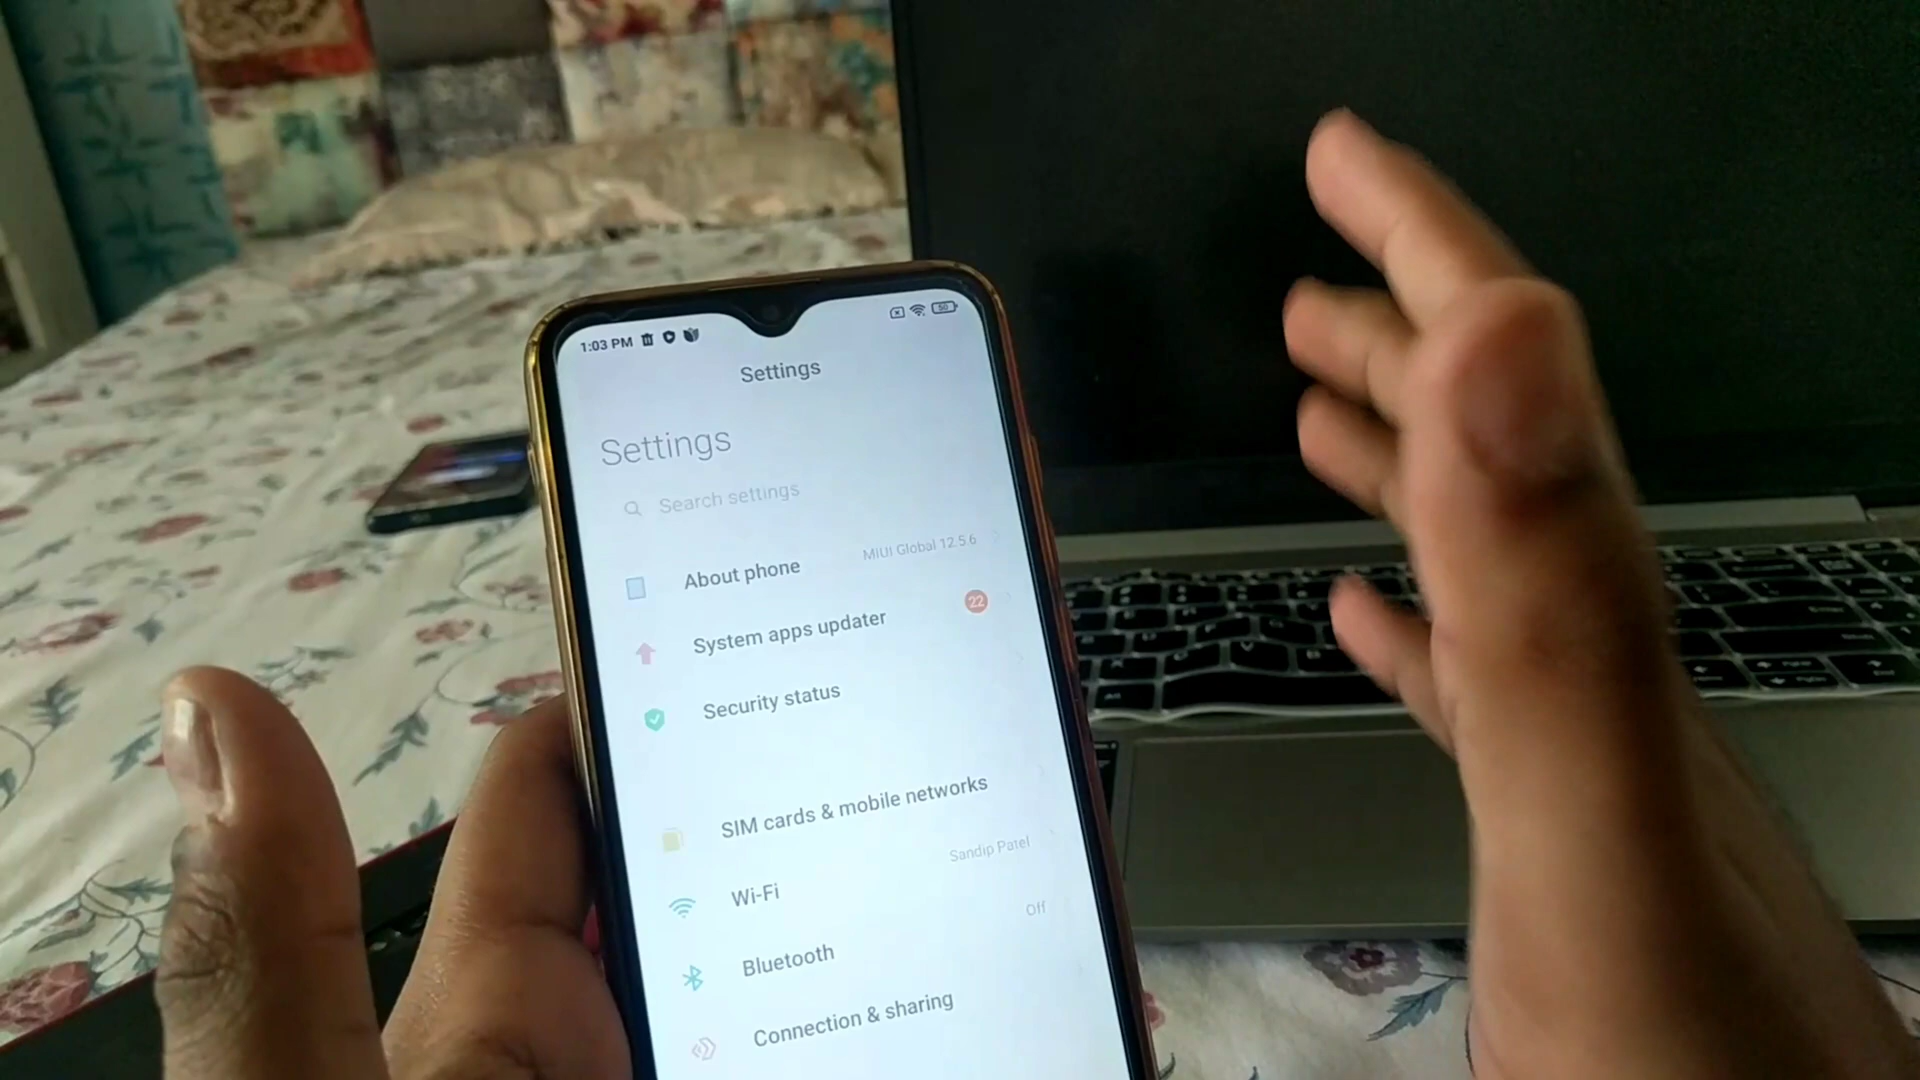 1:03 PM
50
Settings
Settings
Search settings
About phone
MIUI Global 12.5.6
System apps updater
22
Security status
SIM cards & mobile networks
Wi-Fi
Sandip Patel
Bluetooth
Off
Connection & sharing